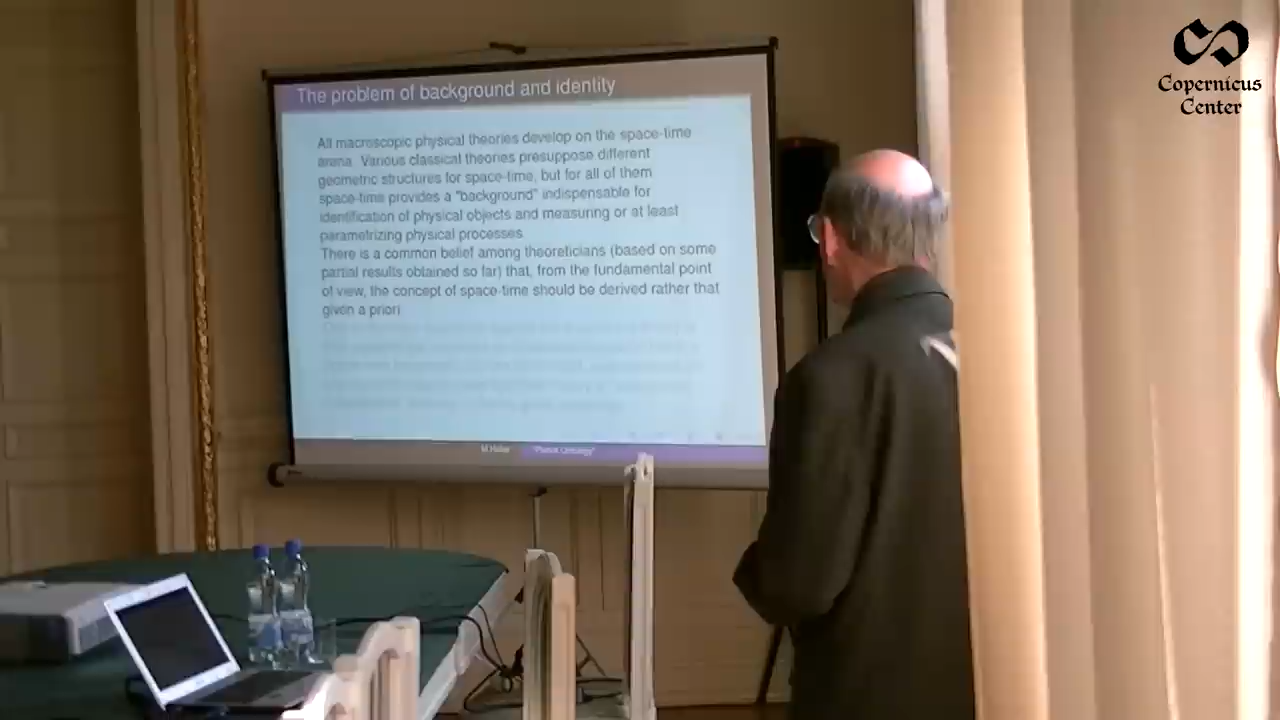 The problem of background and identity
All macroscopic physical theories develop on the space-time
arena. Various classical theories presuppose different
geometric structures for space-time, but for all of them
space-time provides a "background" indispensable for
identification of physical objects and measuring or at least
parametrizing physical processes.
There is a common belief among theoreticians (based on some
partial results obtained so far) that, from the fundamental point
of view, the concept of space-time should be derived rather that
given a priori.
M.Heller
Copernicus
Center